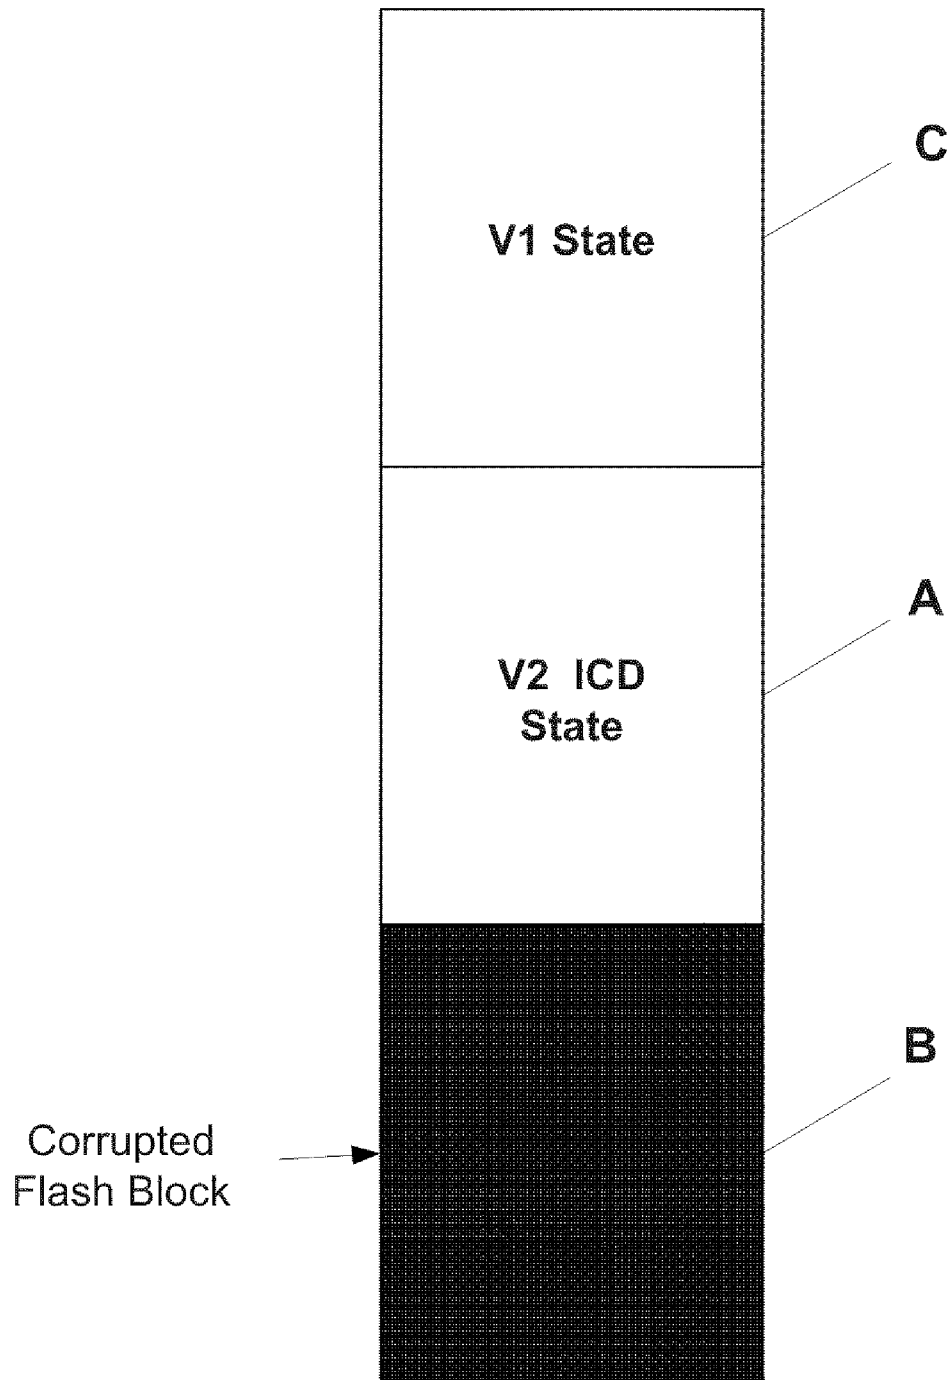 C
V1 State
A
V2 ICD
State
B
Corrupted
Flash Block